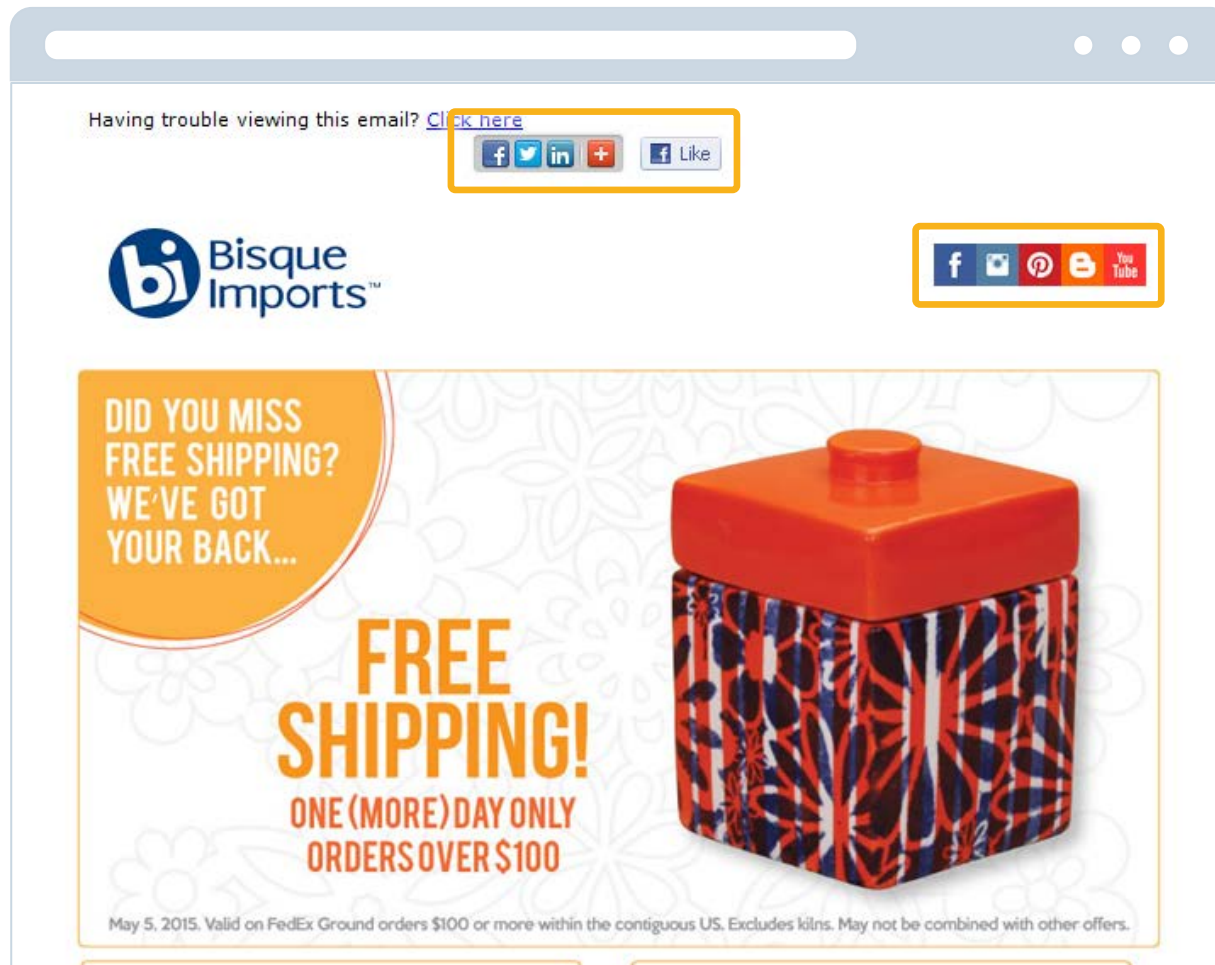 Having trouble viewing this email? Click here
f in + f Like
bi Bisque
Imports™
f You
Tube
DID YOU MISS
FREE SHIPPING?
WE'VE GOT
YOUR BACK...
FREE
SHIPPING!
ONE (MORE) DAY ONLY
ORDERS OVER $100
May 5, 2015. Valid on FedEx Ground orders $100 or more within the contiguous US. Excludes kilns. May not be combined with other offers.